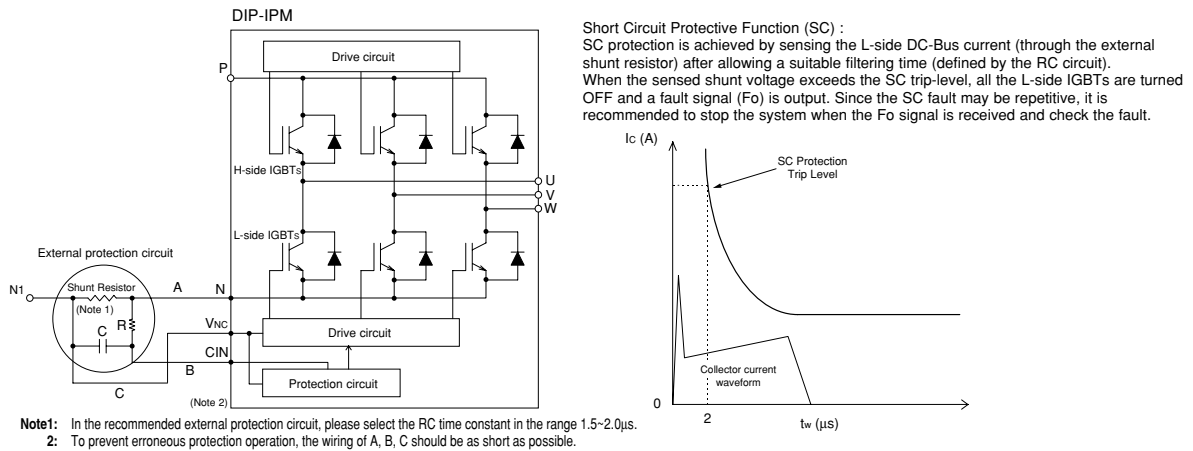 DIP-IPM
Drive circuit
P
H-side IGBTs
U
V
W
L-side IGBTs
External protection circuit
N1
Shunt Resistor
A
N
(Note 1)
R
C
VNC
Drive circuit
CIN
B
C
Protection circuit
(Note 2)
Short Circuit Protective Function (SC) :
SC protection is achieved by sensing the L-side DC-Bus current (through the external
shunt resistor) after allowing a suitable filtering time (defined by the RC circuit).
When the sensed shunt voltage exceeds the SC trip-level, all the L-side IGBTs are turned
OFF and a fault signal (Fo) is output. Since the SC fault may be repetitive, it is
recommended to stop the system when the Fo signal is received and check the fault.
IC (A)
SC Protection
Trip Level
Collector current
waveform
0
2
tw (μs)
Note1: In the recommended external protection circuit, please select the RC time constant in the range 1.5~2.0μs.
2: To prevent erroneous protection operation, the wiring of A, B, C should be as short as possible.